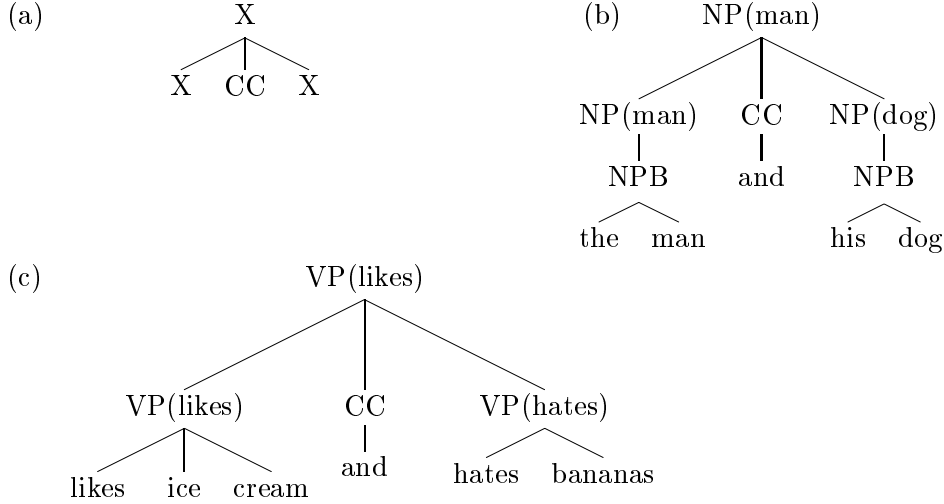 (a) X (b) NP(man)
X CC X
NP(man) CC NP(dog)
NPB and NPB
the man his dog
(c) VP(likes)
VP(likes) CC VP(hates)
and
likes ice cream hates bananas